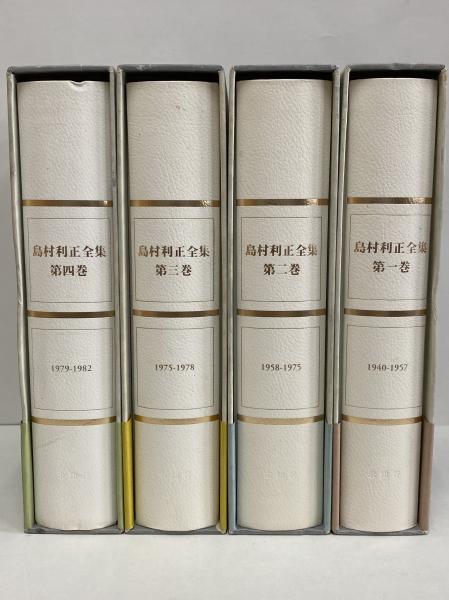 島村利正全集
第四巻
1979-1982
島村利正全集
第三巻
1975-1978
島村利正全集
第二巻
1958-1975
島村利正全集
第一巻
1940-1957